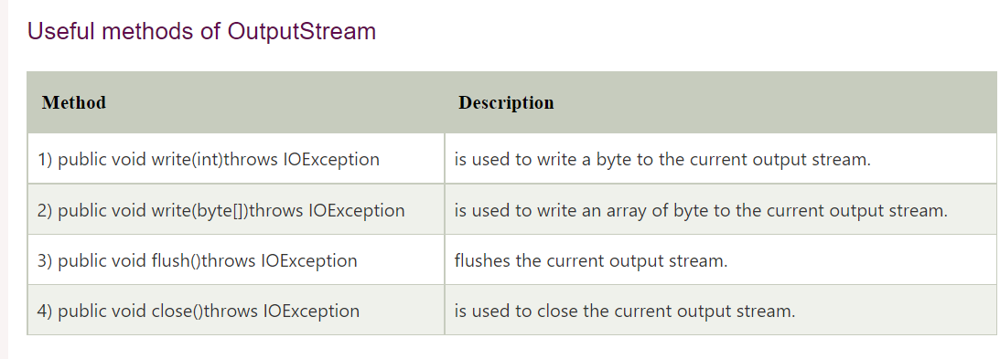 Useful methods of OutputStream
Method Description
1) public void write(int)throws IOException is used to write a byte to the current output stream.
2) public void write(byte[])throws IOException is used to write an array of byte to the current output stream.
3) public void flush()throws IOException flushes the current output stream.
4) public void close()throws IOException is used to close the current output stream.